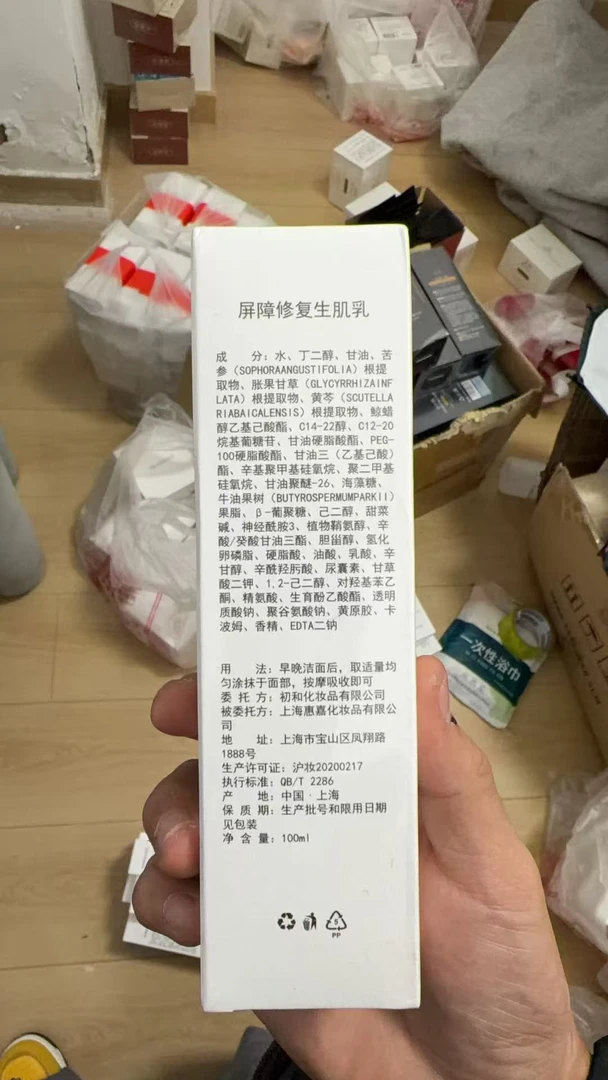 屏障修复生肌乳
成 分：水、丁二醇、甘油、苦
参（SOPHORAANGUSTIFOLIA）根提
取物、胀果甘草（GLYCYRRHIZAINF
LATA）根提取物、黄芩（SCUTELLA
RIABAICALENSIS）根提取物、鲸蜡
醇乙基己酸酯、C14-22醇、C12-20
烷基葡糖苷、甘油硬脂酸酯、PEG-
100硬脂酸酯、甘油三（乙基己酸）
酯、辛基聚甲基硅氧烷、聚二甲基
硅氧烷、甘油聚醚-26、海藻糖、
牛油果树（BUTYROSPERMUMPARKII）
果脂、β-葡聚糖、己二醇、甜菜
碱、神经酰胺3、植物鞘氨醇、辛
酸/癸酸甘油三酯、胆甾醇、氢化
卵磷脂、硬脂酸、油酸、乳酸、辛
甘醇、辛酰羟肟酸、尿囊素、甘草
酸二钾、1.2-己二醇、对羟基苯乙
酮、精氨酸、生育酚乙酸酯、透明
质酸钠、聚谷氨酸钠、黄原胶、卡
波姆、香精、EDTA二钠
用 法：早晚洁面后，取适量均
匀涂抹于面部，按摩吸收即可
委 托 方：初和化妆品有限公司
被委托方：上海惠嘉化妆品有限公
司
地 址：上海市宝山区凤翔路
1888号
生产许可证：沪妆20200217
执行标准：QB/T 2286
产 地：中国·上海
保 质 期：生产批号和限用日期
见包装
净 含 量：100ml
5
PP
一次性浴巾